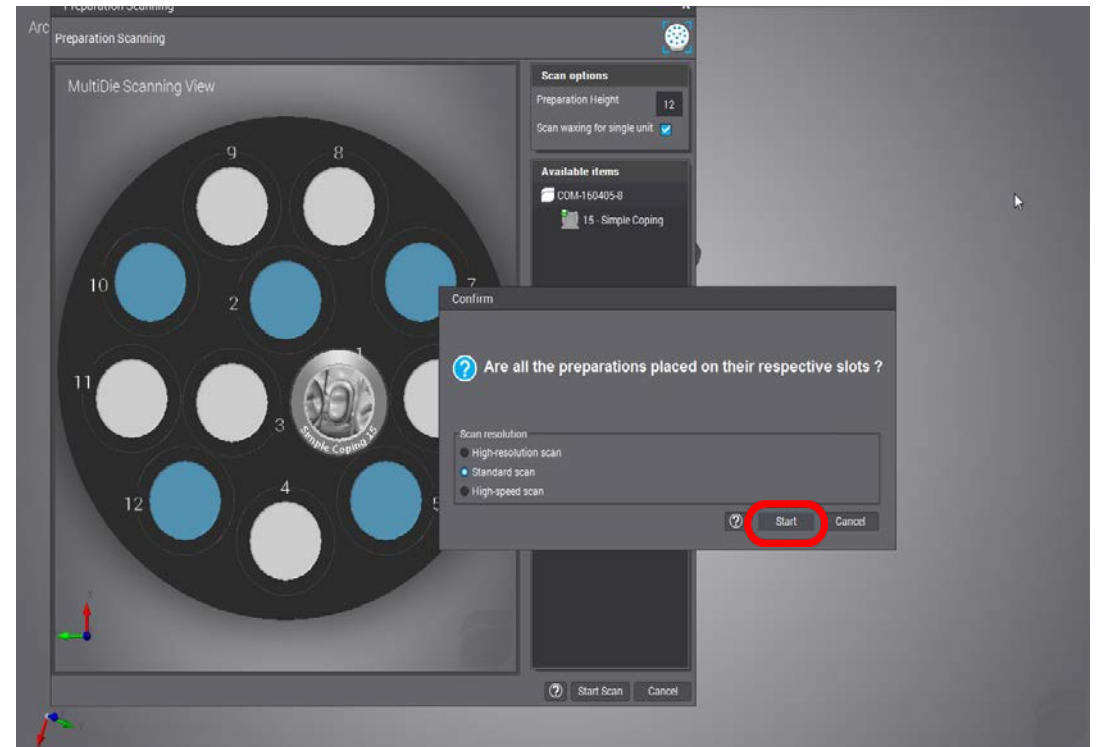 Preparation Scanning
x
Arc
Preparation Scanning
MultiDie Scanning View
Scan options
Preparation Height 12
Scan waxing for single unit
Available items
COM-160405-8
15 - Simple Coping
9
8
10
2
7
1
11
3
Simple Coping 15
4
12
5
Confirm
Are all the preparations placed on their respective slots ?
Scan resolution
High-resolution scan
Standard scan
High-speed scan
? Start Cancel
X
? Start Scan Cancel
Y